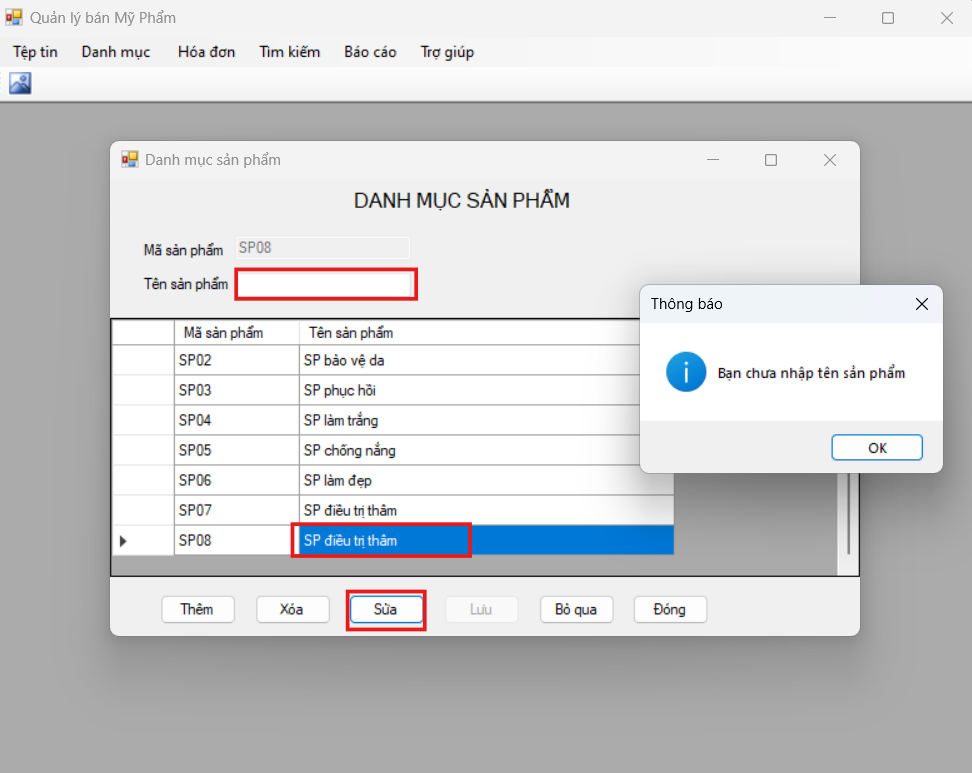 Quản lý bán Mỹ Phẩm
Tệp tin Danh mục Hóa đơn Tìm kiếm Báo cáo Trợ giúp
Danh mục sản phẩm
DANH MỤC SẢN PHẨM
Mã sản phẩm SP08
Tên sản phẩm
Thông báo
Bạn chưa nhập tên sản phẩm
OK
Mã sản phẩm Tên sản phẩm
SP02 SP bảo vệ da
SP03 SP phục hồi
SP04 SP làm trắng
SP05 SP chống nắng
SP06 SP làm đẹp
SP07 SP điều trị thâm
SP08 SP điều trị thâm
Thêm Xóa Sửa Lưu Bỏ qua Đóng